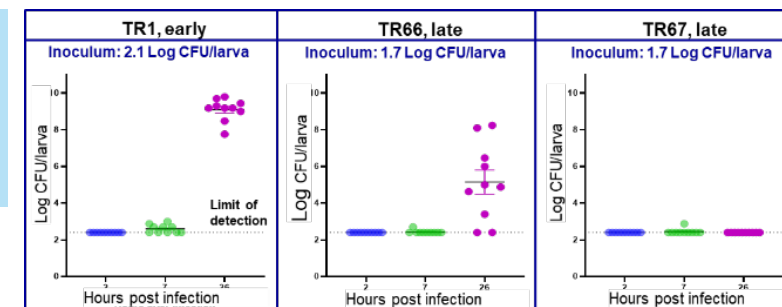 TR1, early
Inoculum: 2.1 Log CFU/larva
Log CFU/larva
10
8
6
4
2
0
Limit of
detection
2
7
26
Hours post infection
TR66, late
Inoculum: 1.7 Log CFU/larva
Log CFU/larva
10
8
6
4
2
0
2
7
26
Hours post infection
TR67, late
Inoculum: 1.7 Log CFU/larva
Log CFU/larva
10
8
6
4
2
0
2
7
26
Hours post infection